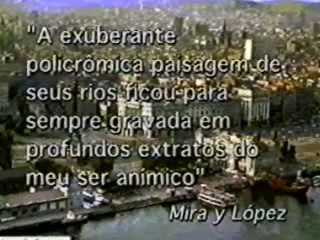 "A exuberante
policrômica paisagem de
seus rios ficou para
sempre gravada em
profundos extratos do
meu ser anímico"
Mira y López